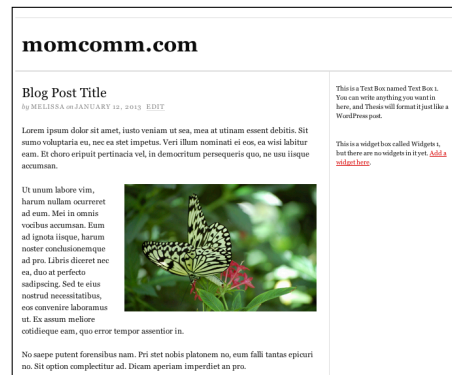 momcomm.com
Blog Post Title
by MELISSA on JANUARY 12, 2013 EDIT
Lorem ipsum dolor sit amet, iusto veniam ut sea, mea at utinam essent debitis. Sit
sumo voluptaria eu, nec ea stet impetus. Veri illum nominati ei eos, ea wisi labitur
eam. Et choro eripuit pertinacia vel, in democritum persequeris quo, ne usu iisque
accumsan.
Ut unum labore vim,
harum nullam ocurreret
ad eum. Mei in omnis
vocibus accumsan. Eum
ad ignota iisque, harum
noster conclusionemque
ad pro. Libris diceret nec
ea, duo at perfecto
sadipscing. Sed te eius
nostrud necessitatibus,
eos convenire laboramus
ut. Ex assum meliore
cotidieque eam, quo error tempor assentior in.
No saepe putent forensibus nam. Pri stet nobis platonem no, eum falli tantas epicuri
no. Sit option complectitur ad. Dicam aperiam imperdiet an pro.
This is a Text Box named Text Box 1.
You can write anything you want in
here, and Thesis will format it just like a
WordPress post.
This is a widget box called Widgets 1,
but there are no widgets in it yet. Add a
widget here.